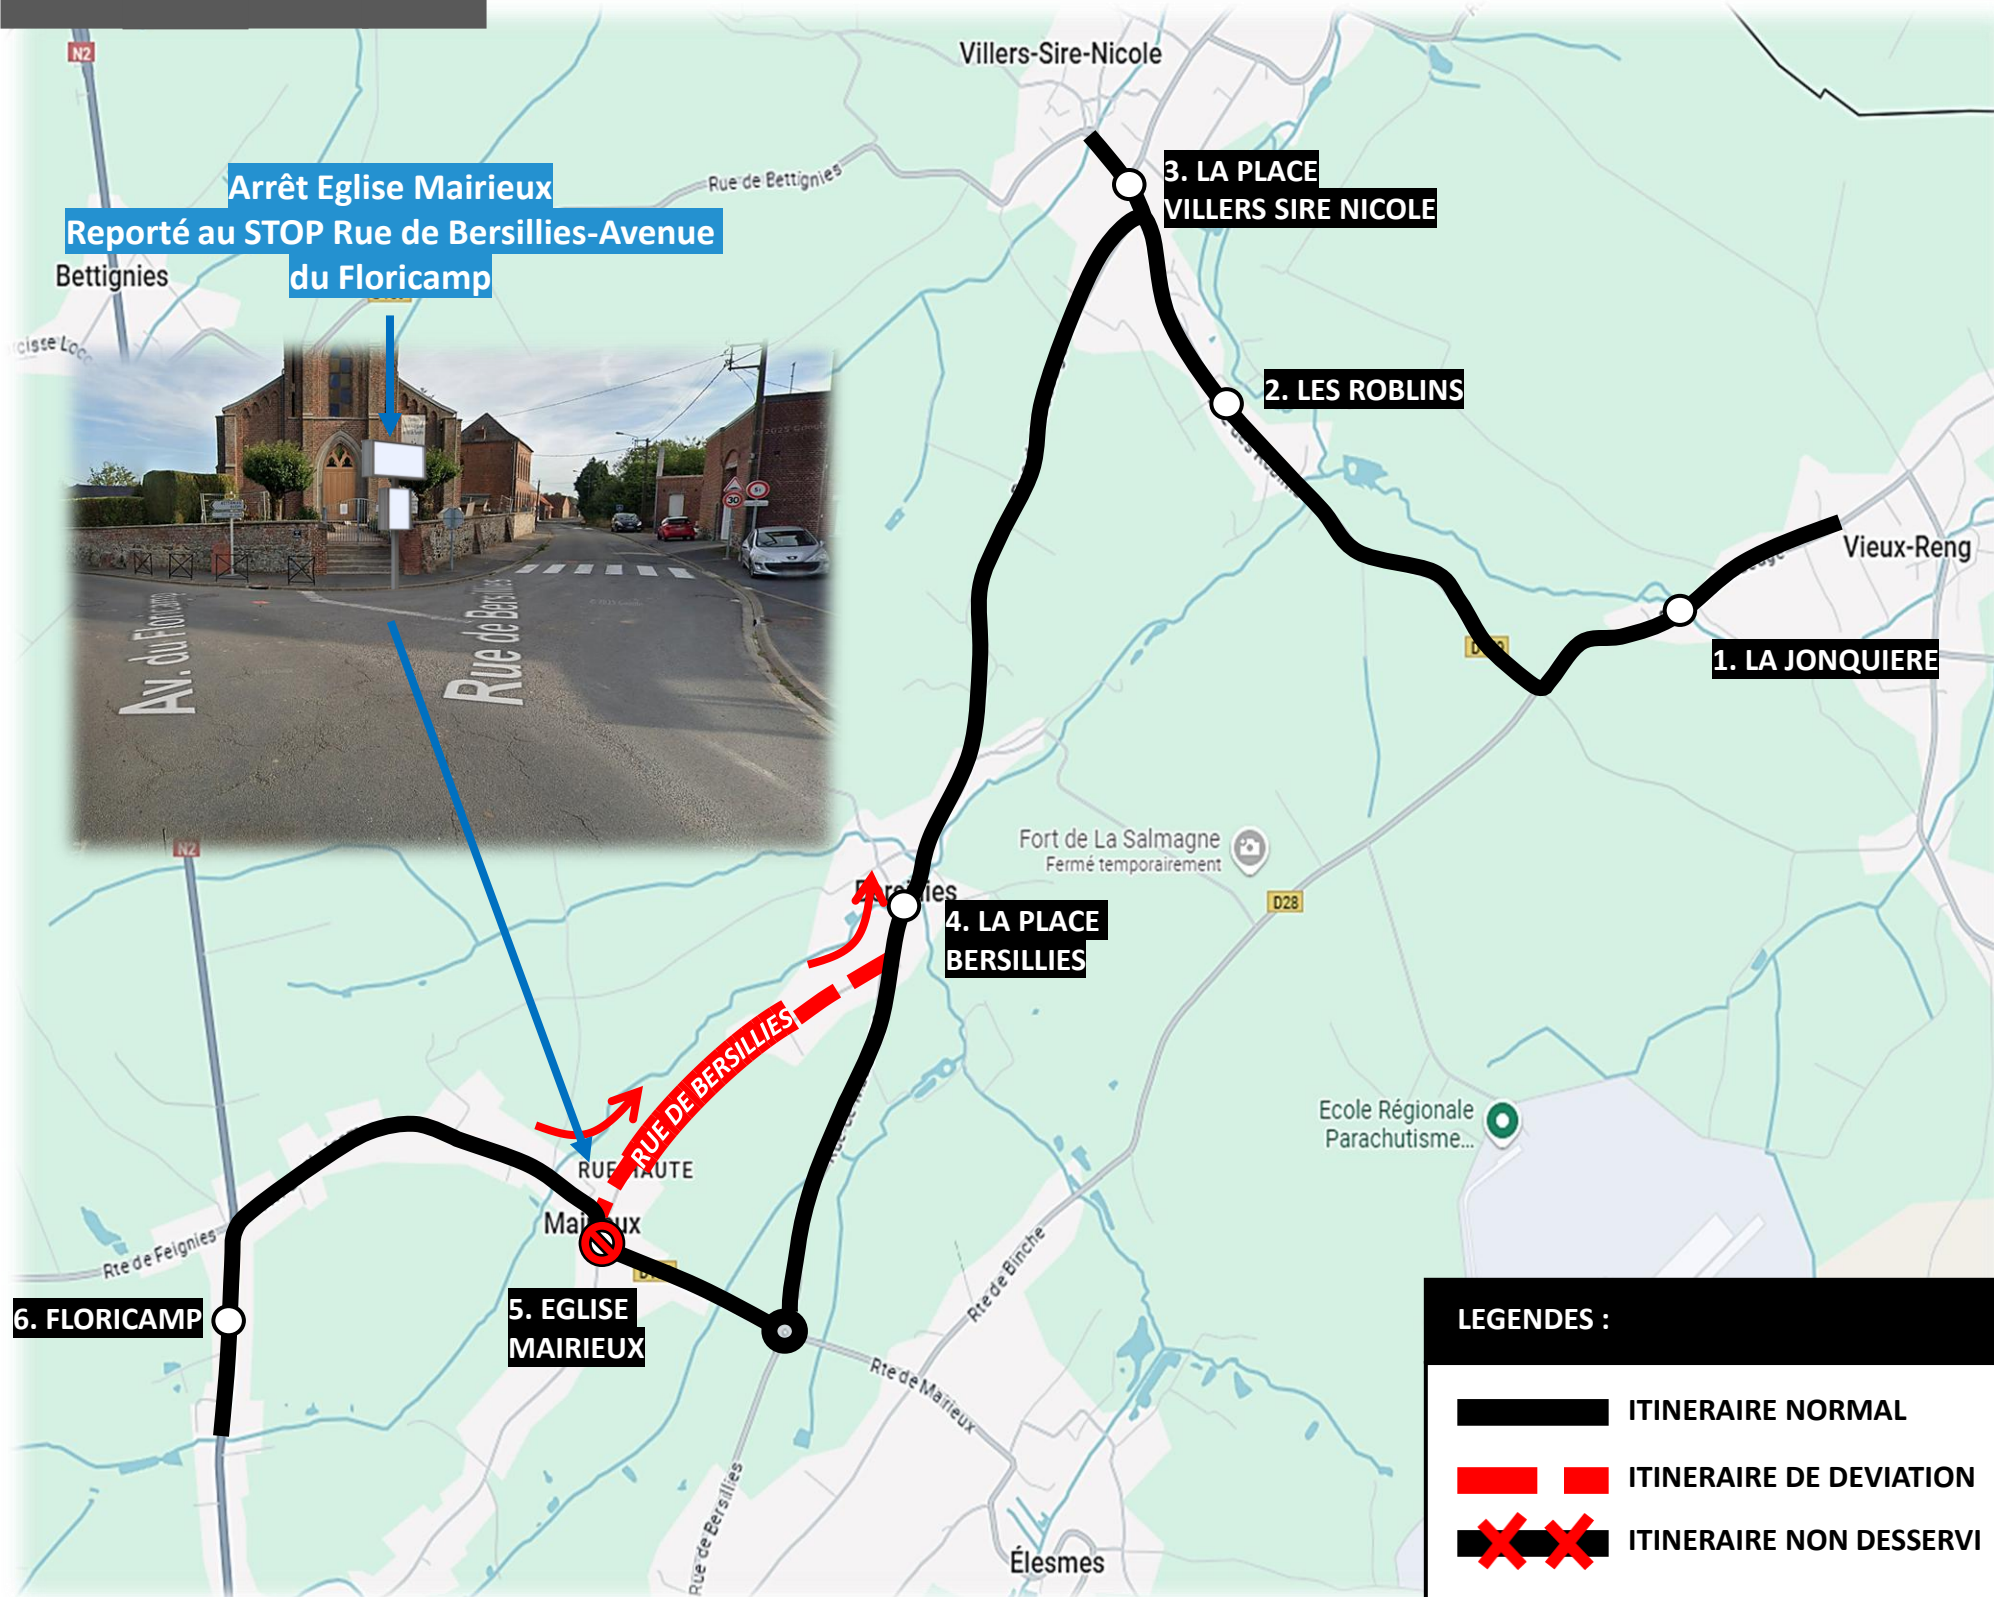 N2
Villers-Sire-Nicole
Rue de Bettignies
3. LA PLACE
VILLERS SIRE NICOLE
Arrêt Eglise Mairieux
Reporté au STOP Rue de Bersillies-Avenue
du Floricamp
Bettignies
2. LES ROBLINS
30
Vieux-Reng
Av. du Floricamp
Rue de Bersillies
1. LA JONQUIERE
N2
Fort de La Salmagne
Fermé temporairement
D28
4. LA PLACE
BERSILLIES
RUE DE BERSILLIES
Ecole Régionale
Parachutisme...
RUE HAUTE
Rte de Feignies
Rte de Binche
6. FLORICAMP
5. EGLISE
MAIRIEUX
Rte de Mairieux
Rue de Bersillies
Élesmes
LEGENDES :
ITINERAIRE NORMAL
ITINERAIRE DE DEVIATION
ITINERAIRE NON DESSERVI